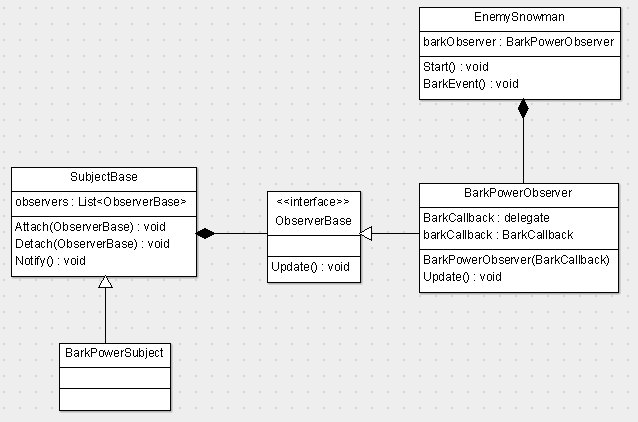 EnemySnowman
barkObserver : BarkPowerObserver
Start() : void
BarkEvent() : void
SubjectBase
observers : List<ObserverBase>
Attach(ObserverBase) : void
Detach(ObserverBase) : void
Notify() : void
<<interface>>
ObserverBase
Update() : void
BarkPowerObserver
BarkCallback : delegate
barkCallback : BarkCallback
BarkPowerObserver(BarkCallback)
Update() : void
BarkPowerSubject